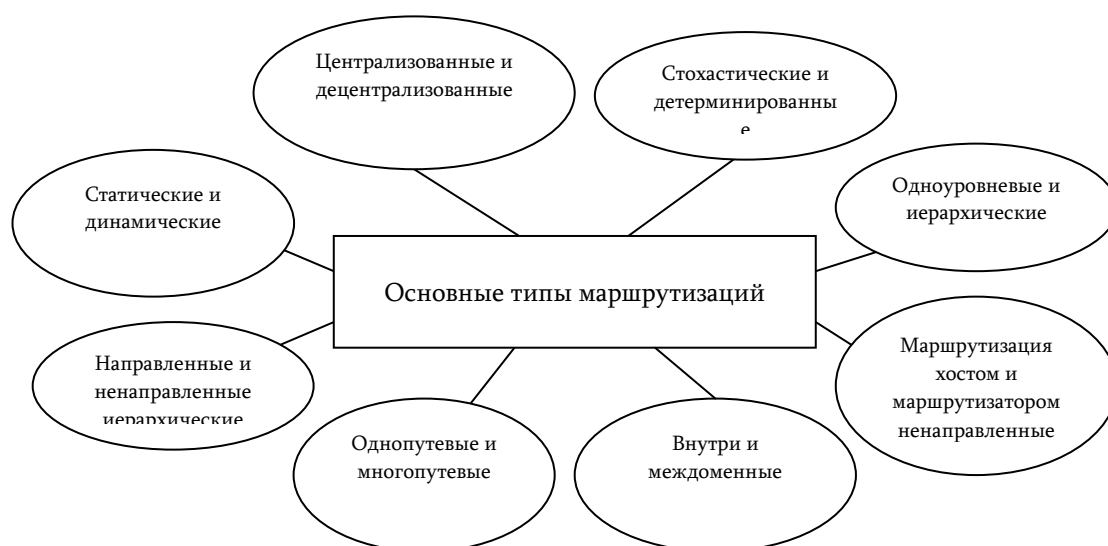 Централизованные и
децентрализованные
Стохастические и
детерминированны
е
Статические и
динамические
Одноуровневые и
иерархические
Основные типы маршрутизаций
Направленные и
ненаправленные
иерархические
Маршрутизация
хостом и
маршрутизатором
ненаправленные
Однопутевые и
многопутевые
Внутри и
междоменные